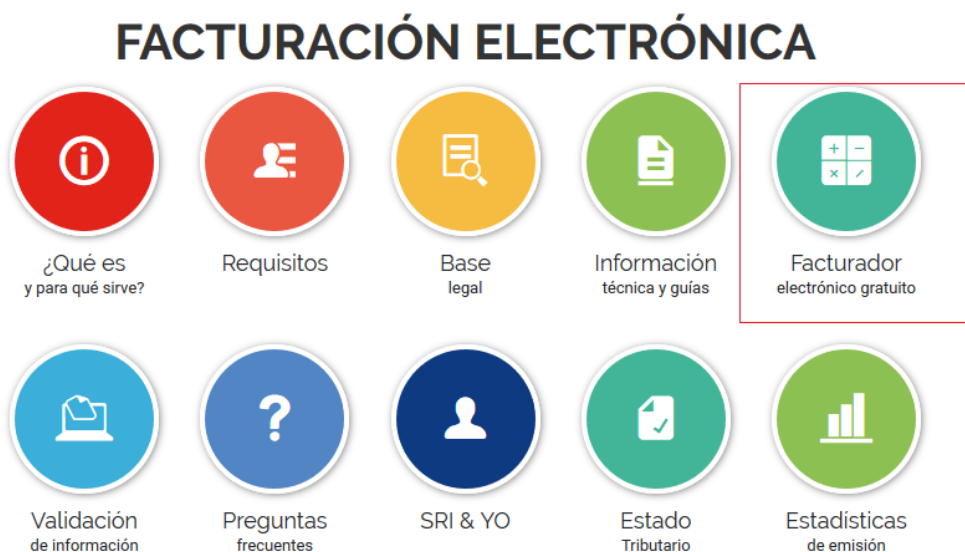 FACTURACIÓN ELECTRÓNICA
¿Qué es
y para qué sirve?
Requisitos
Base
legal
Información
técnica y guías
Facturador
electrónico gratuito
Validación
de información
Preguntas
frecuentes
SRI & YO
Estado
Tributario
Estadísticas
de emisión